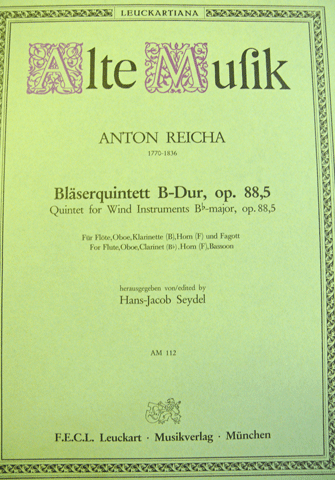 LEUCKARTIANA
Alte Musik
ANTON REICHA
1770-1836
Bläserquintett B-Dur, op. 88,5
Quintet for Wind Instruments B♭-major, op. 88,5
Für Flöte,Oboe,Klarinette (B),Horn (F) und Fagott
For Flute,Oboe,Clarinet (B♭),Horn (F),Bassoon
herausgegeben von/edited by
Hans-Jacob Seydel
AM 112
F.E.C.L. Leuckart · Musikverlag · München